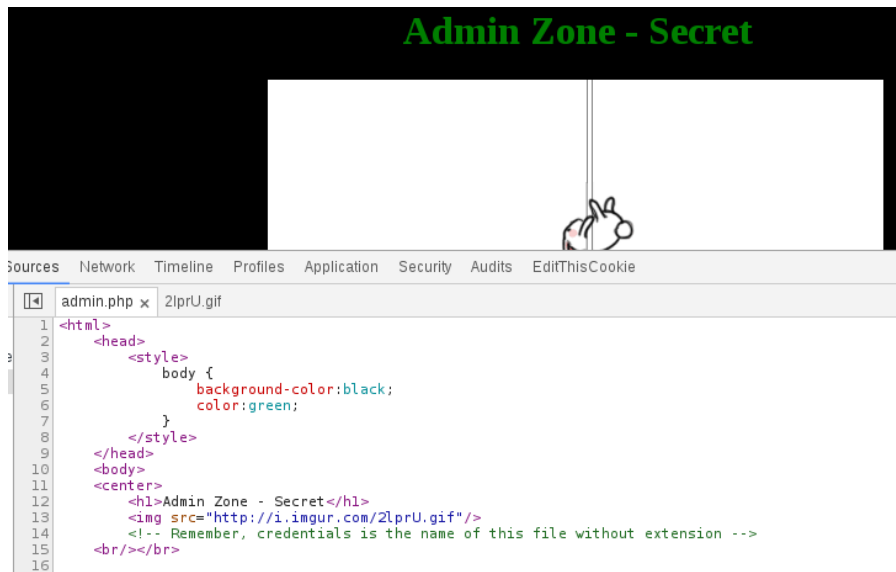 Admin Zone - Secret
Sources Network Timeline Profiles Application Security Audits EditThisCookie
admin.php x 2lprU.gif
1 <html>
2 <head>
3 <style>
4 body {
5 background-color:black;
6 color:green;
7 }
8 </style>
9 </head>
10 <body>
11 <center>
12 <h1>Admin Zone - Secret</h1>
13 <img src="http://i.imgur.com/2lprU.gif"/>
14 <!-- Remember, credentials is the name of this file without extension -->
15 <br/></br>
16